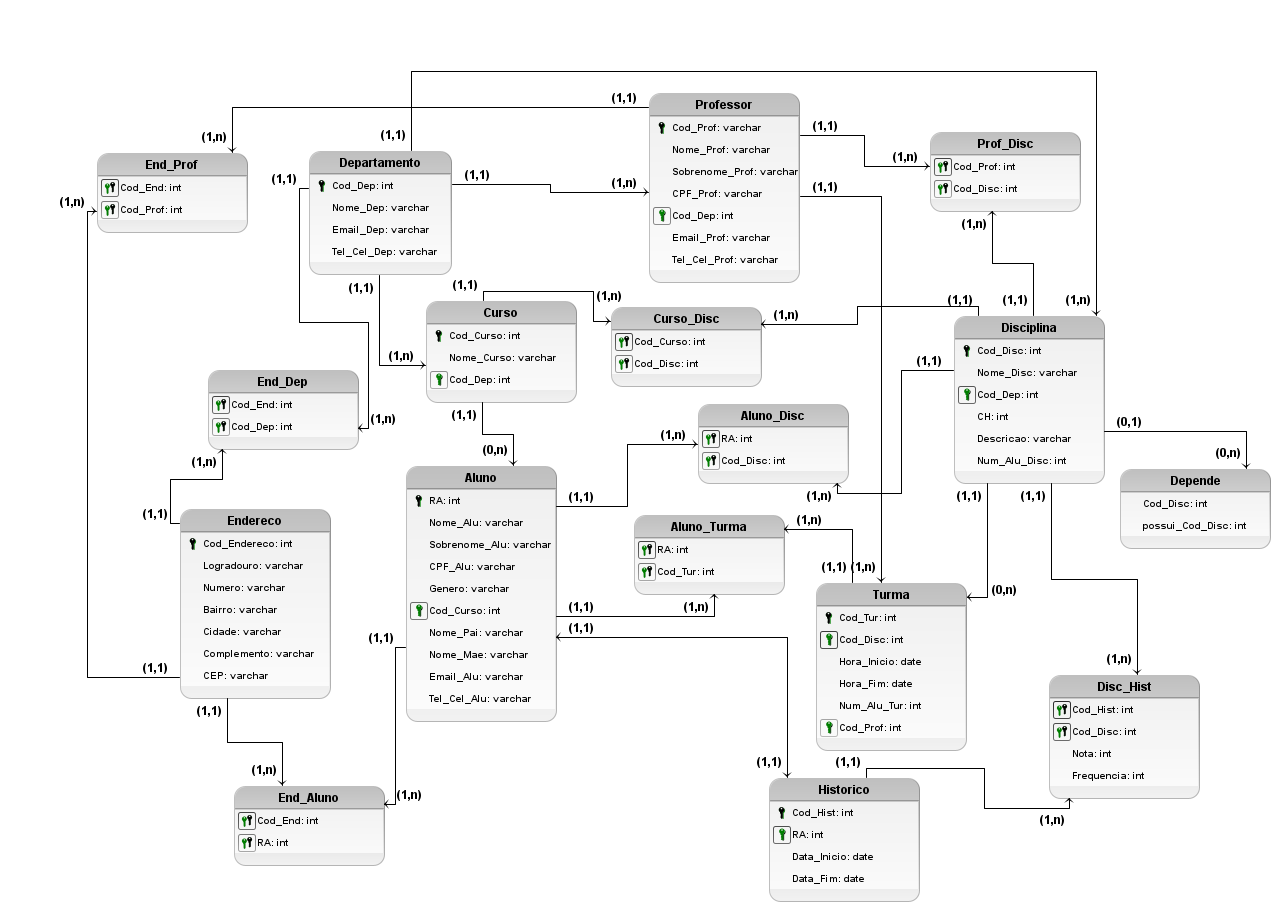 (1,1)
(1,1)
(1,n)
End_Prof
Cod_End: int
Cod_Prof: int
(1,n)
Departamento
Cod_Dep: int
Nome_Dep: varchar
Email_Dep: varchar
Tel_Cel_Dep: varchar
(1,1)
(1,1)
(1,n)
(1,1)
Professor
Cod_Prof: varchar
Nome_Prof: varchar
Sobrenome_Prof: varchar
CPF_Prof: varchar
Cod_Dep: int
Email_Prof: varchar
Tel_Cel_Prof: varchar
(1,1)
(1,n)
(1,1)
Prof_Disc
Cod_Prof: int
Cod_Disc: int
(1,n)
(1,1)
(1,n)
(1,1)
(1,n)
Curso
Cod_Curso: int
Nome_Curso: varchar
Cod_Dep: int
(1,n)
(1,1)
Curso_Disc
Cod_Curso: int
Cod_Disc: int
(1,n)
(1,1)
Disciplina
Cod_Disc: int
Nome_Disc: varchar
Cod_Dep: int
CH: int
Descricao: varchar
Num_Alu_Disc: int
(1,1)
(0,1)
(0,n)
(1,1)
(1,1)
End_Dep
Cod_End: int
Cod_Dep: int
(1,n)
(1,n)
(1,1)
(0,n)
Aluno_Disc
RA: int
Cod_Disc: int
(1,n)
(1,n)
Depende
Cod_Disc: int
possui_Cod_Disc: int
Aluno
RA: int
Nome_Alu: varchar
Sobrenome_Alu: varchar
CPF_Alu: varchar
Genero: varchar
Cod_Curso: int
Nome_Pai: varchar
Nome_Mae: varchar
Email_Alu: varchar
Tel_Cel_Alu: varchar
(1,1)
(1,1)
(1,1)
(1,1)
Endereco
Cod_Endereco: int
Logradouro: varchar
Numero: varchar
Bairro: varchar
Cidade: varchar
Complemento: varchar
CEP: varchar
(1,1)
(1,1)
Aluno_Turma
RA: int
Cod_Tur: int
(1,n)
(1,n)
(1,1)
(1,n)
Turma
Cod_Tur: int
Cod_Disc: int
Hora_Inicio: date
Hora_Fim: date
Num_Alu_Tur: int
Cod_Prof: int
(0,n)
(1,n)
Disc_Hist
Cod_Hist: int
Cod_Disc: int
Nota: int
Frequencia: int
(1,n)
(1,n)
End_Aluno
Cod_End: int
RA: int
(1,n)
(1,1)
(1,1)
Historico
Cod_Hist: int
RA: int
Data_Inicio: date
Data_Fim: date